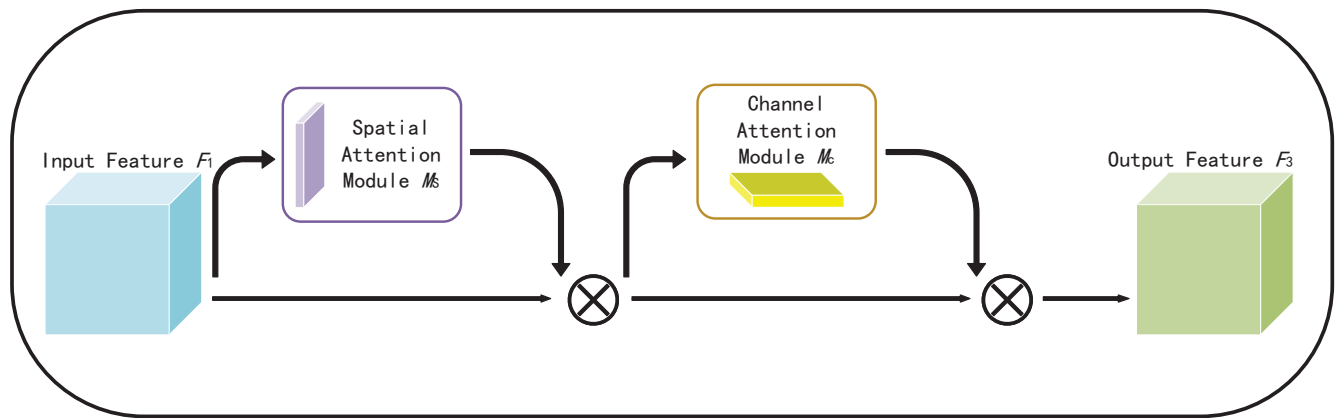 Input Feature F1
Spatial
Attention
Module Ms
Channel
Attention
Module Mc
Output Feature F3